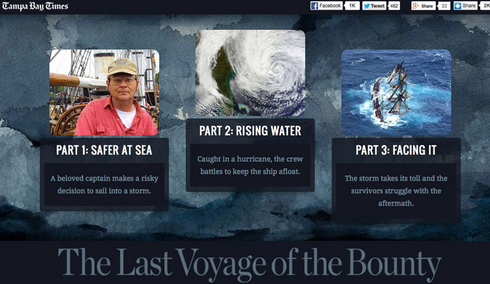 Tampa Bay Times
Facebook 1K Tweet 462 Share 32 Share 2K
PART 1: SAFER AT SEA
A beloved captain makes a risky
decision to sail into a storm.
PART 2: RISING WATER
Caught in a hurricane, the crew
battles to keep the ship afloat.
PART 3: FACING IT
The storm takes its toll and the
survivors struggle with the
aftermath.
The Last Voyage of the Bounty